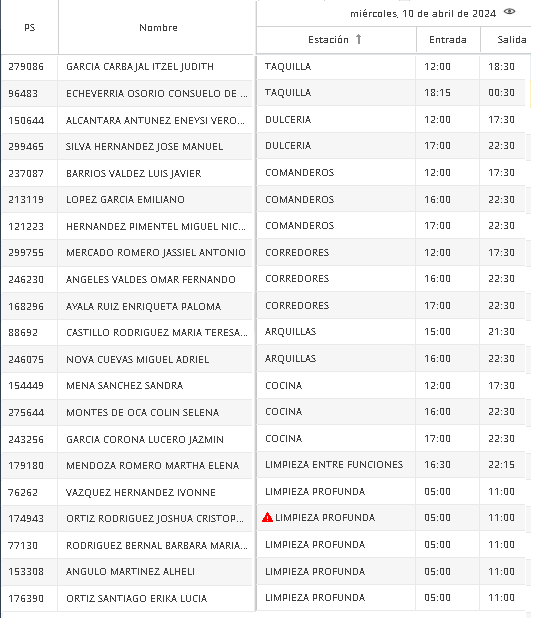 PS Nombre miércoles, 10 de abril de 2024
Estación ↑ Entrada Salida
279086 GARCIA CARBAJAL ITZEL JUDITH TAQUILLA 12:00 18:30
96483 ECHEVERRIA OSORIO CONSUELO DE ... TAQUILLA 18:15 00:30
150644 ALCANTARA ANTUNEZ ENEYSI VERO... DULCERIA 12:00 17:30
299465 SILVA HERNANDEZ JOSE MANUEL DULCERIA 17:00 22:30
237087 BARRIOS VALDEZ LUIS JAVIER COMANDEROS 12:00 17:30
213119 LOPEZ GARCIA EMILIANO COMANDEROS 16:00 22:30
121223 HERNANDEZ PIMENTEL MIGUEL NIC... COMANDEROS 17:00 22:30
299755 MERCADO ROMERO JASSIEL ANTONIO CORREDORES 12:00 17:30
246230 ANGELES VALDES OMAR FERNANDO CORREDORES 16:00 22:30
168296 AYALA RUIZ ENRIQUETA PALOMA CORREDORES 17:00 22:30
88692 CASTILLO RODRIGUEZ MARIA TERESA... ARQUILLAS 15:00 21:30
246075 NOVA CUEVAS MIGUEL ADRIEL ARQUILLAS 16:00 22:30
154449 MENA SANCHEZ SANDRA COCINA 12:00 17:30
275644 MONTES DE OCA COLIN SELENA COCINA 16:00 22:30
243256 GARCIA CORONA LUCERO JAZMIN COCINA 17:00 22:30
179180 MENDOZA ROMERO MARTHA ELENA LIMPIEZA ENTRE FUNCIONES 16:30 22:15
76262 VAZQUEZ HERNANDEZ IVONNE LIMPIEZA PROFUNDA 05:00 11:00
174943 ORTIZ RODRIGUEZ JOSHUA CRISTOP... LIMPIEZA PROFUNDA 05:00 11:00
77130 RODRIGUEZ BERNAL BARBARA MARIA... LIMPIEZA PROFUNDA 05:00 11:00
153308 ANGULO MARTINEZ ALHELI LIMPIEZA PROFUNDA 05:00 11:00
176390 ORTIZ SANTIAGO ERIKA LUCIA LIMPIEZA PROFUNDA 05:00 11:00